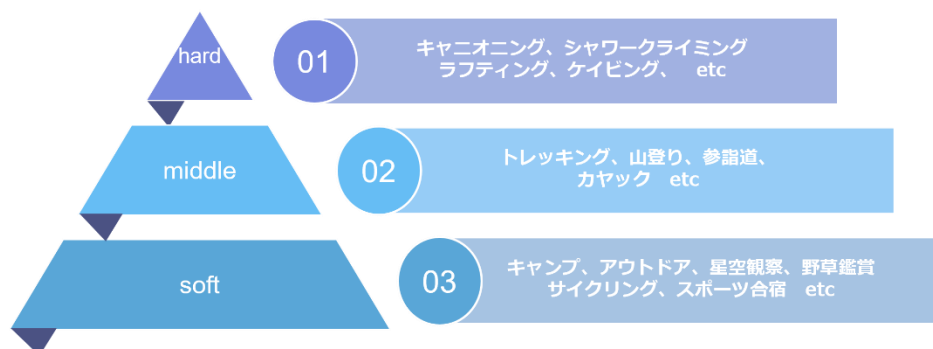 hard
01
キャニオニング、シャワークライミング
ラフティング、ケイビング、　etc
middle
02
トレッキング、山登り、参詣道、
カヤック　etc
soft
03
キャンプ、アウトドア、星空観察、野草鑑賞
サイクリング、スポーツ合宿　etc